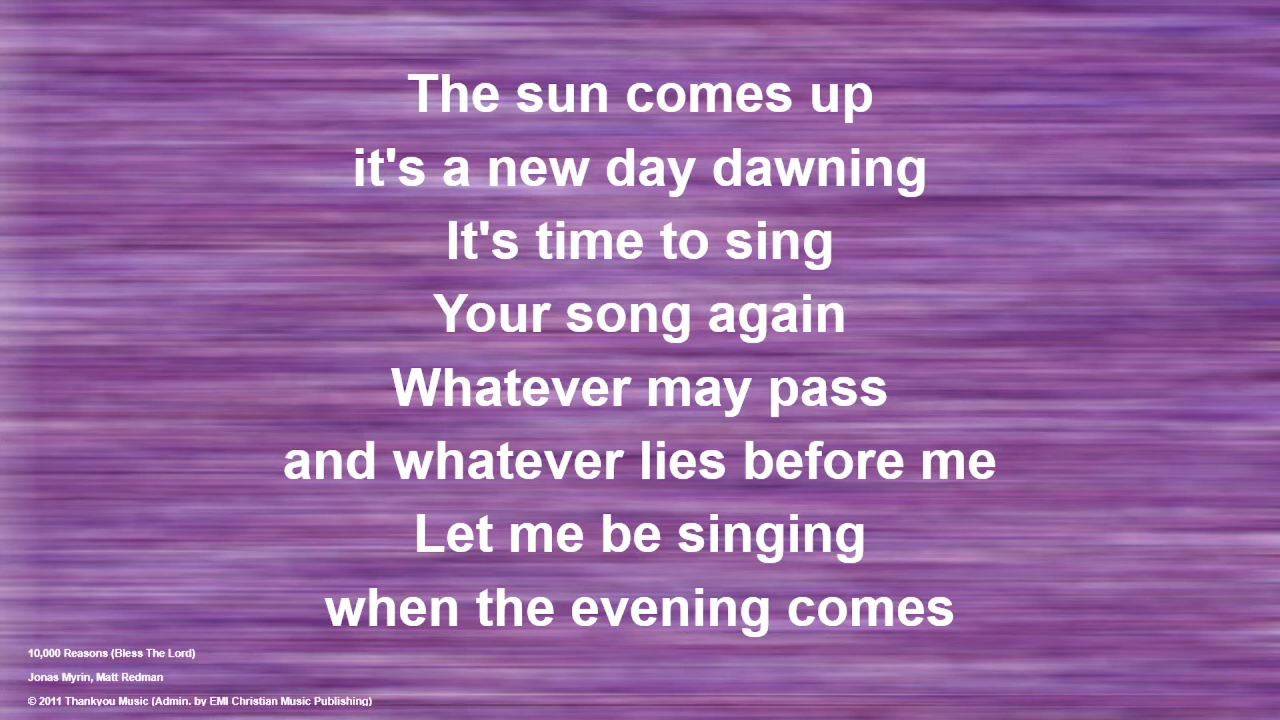 The sun comes up
it's a new day dawning
It's time to sing
Your song again
Whatever may pass
and whatever lies before me
Let me be singing
when the evening comes
10,000 Reasons (Bless The Lord)
Jonas Myrin, Matt Redman
© 2011 Thankyou Music (Admin. by EMI Christian Music Publishing)